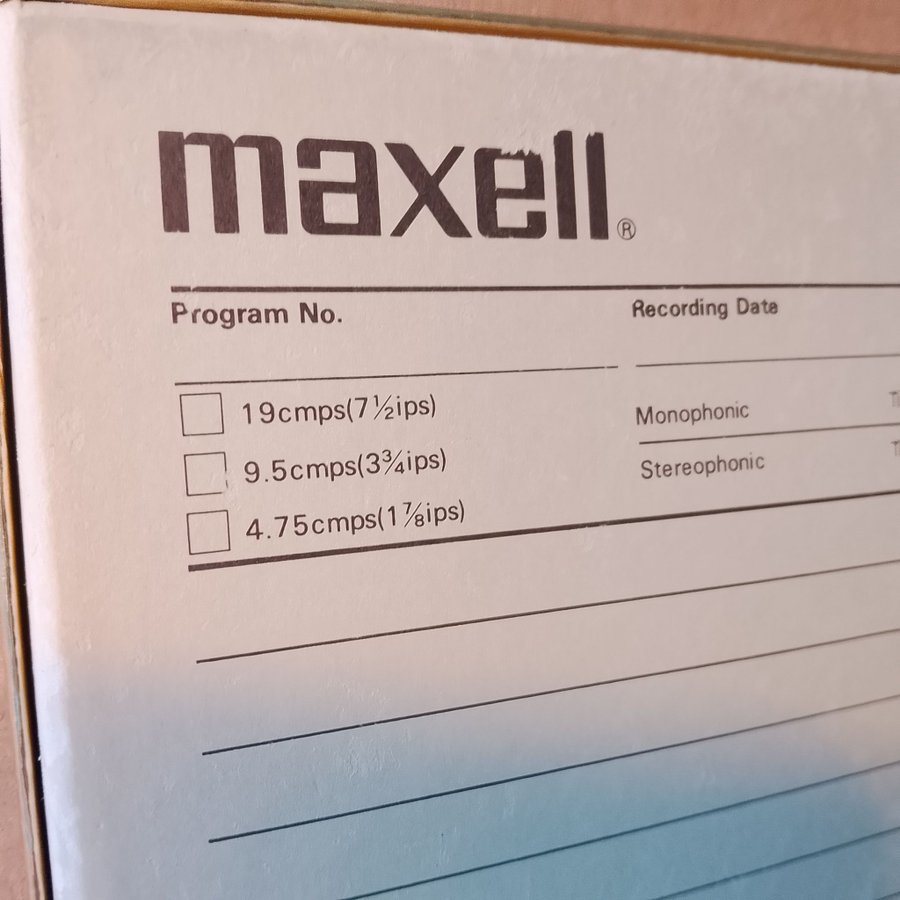 maxell®
Program No.
Recording Date
19cmps(7½ips)
9.5cmps(3¾ips)
4.75cmps(1⅞ips)
Monophonic
Stereophonic